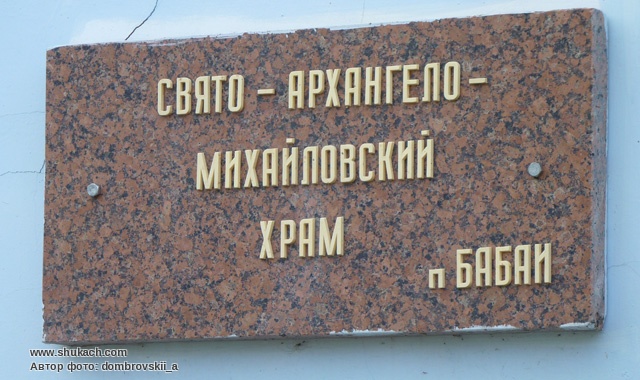 СВЯТО – АРХАНГЕЛО –
МИХАЙЛОВСКИЙ
ХРАМ
п БАБАИ
www.shukach.com
Автор фото: dombrovskii_a